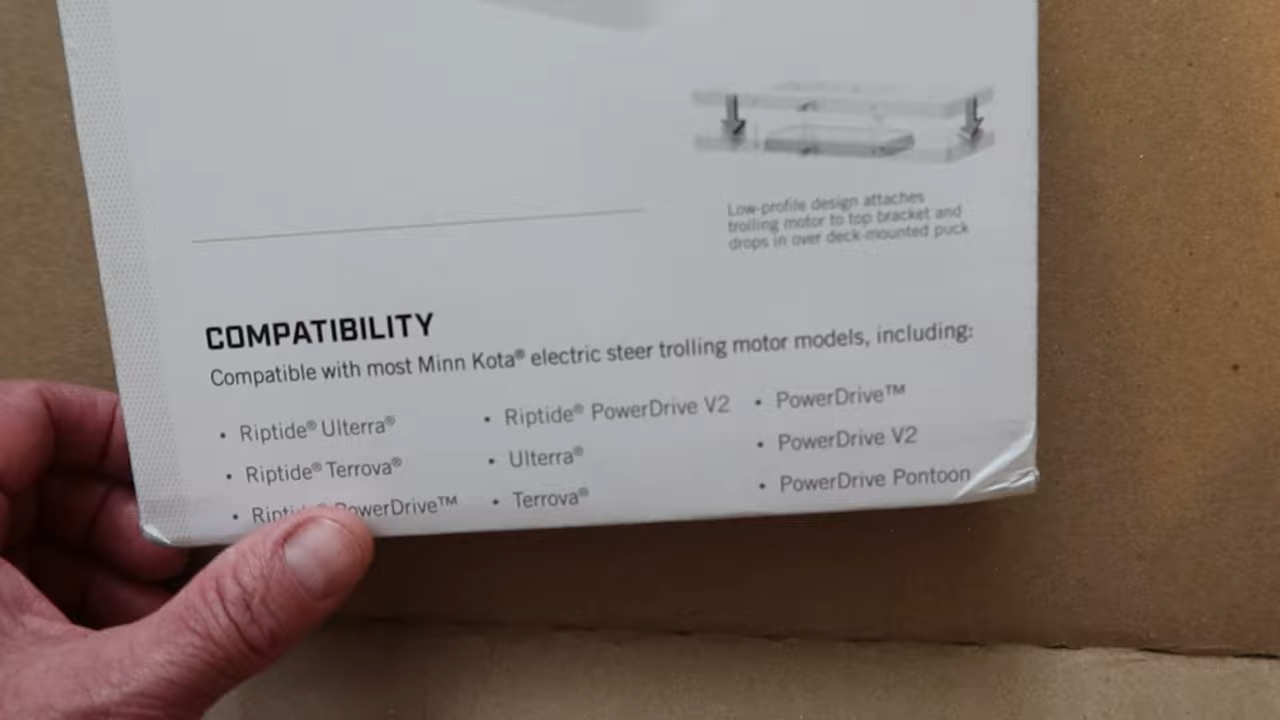 Low-profile design attaches
trolling motor to top bracket and
drops in over deck-mounted puck
COMPATIBILITY
Compatible with most Minn Kota® electric steer trolling motor models, including:
• Riptide® Ulterra®
• Riptide® Terrova®
• PowerDrive™
• Riptide® PowerDrive V2
• Ulterra®
• Terrova®
• PowerDrive™
• PowerDrive V2
• PowerDrive Pontoon